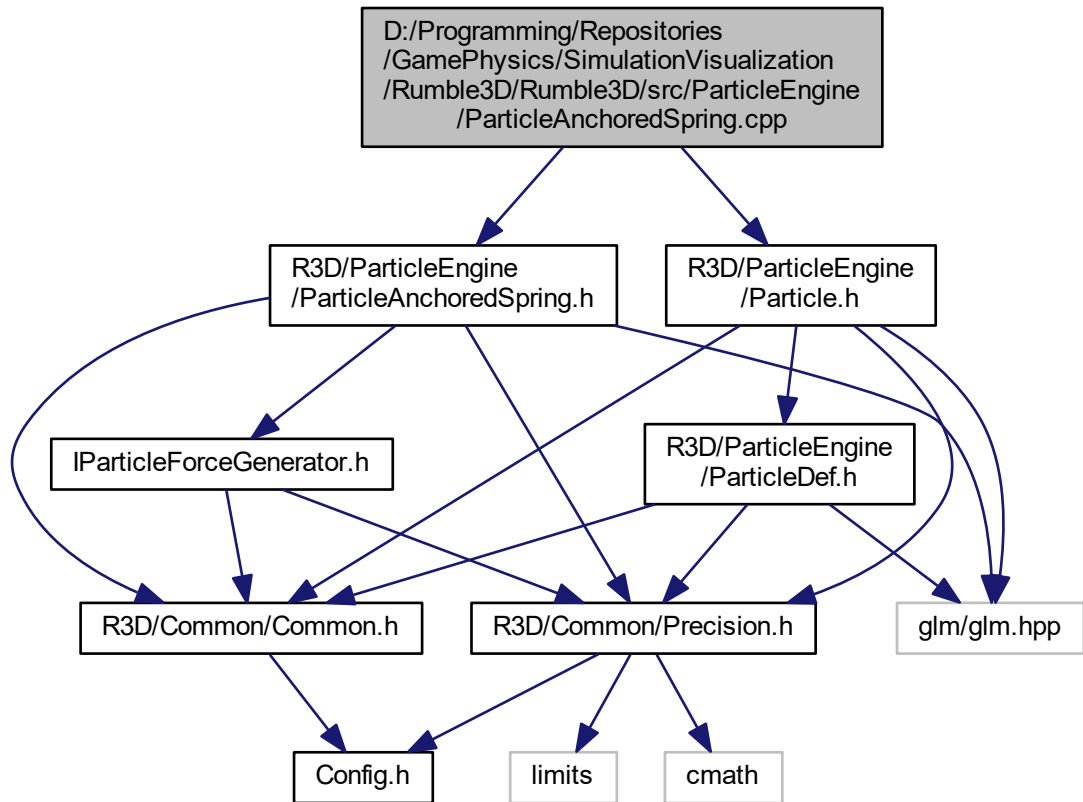 D:/Programming/Repositories
/GamePhysics/SimulationVisualization
/Rumble3D/Rumble3D/src/ParticleEngine
/ParticleAnchoredSpring.cpp
R3D/ParticleEngine
/ParticleAnchoredSpring.h
R3D/ParticleEngine
/Particle.h
IParticleForceGenerator.h
R3D/ParticleEngine
/ParticleDef.h
R3D/Common/Common.h
R3D/Common/Precision.h
glm/glm.hpp
Config.h
limits
cmath